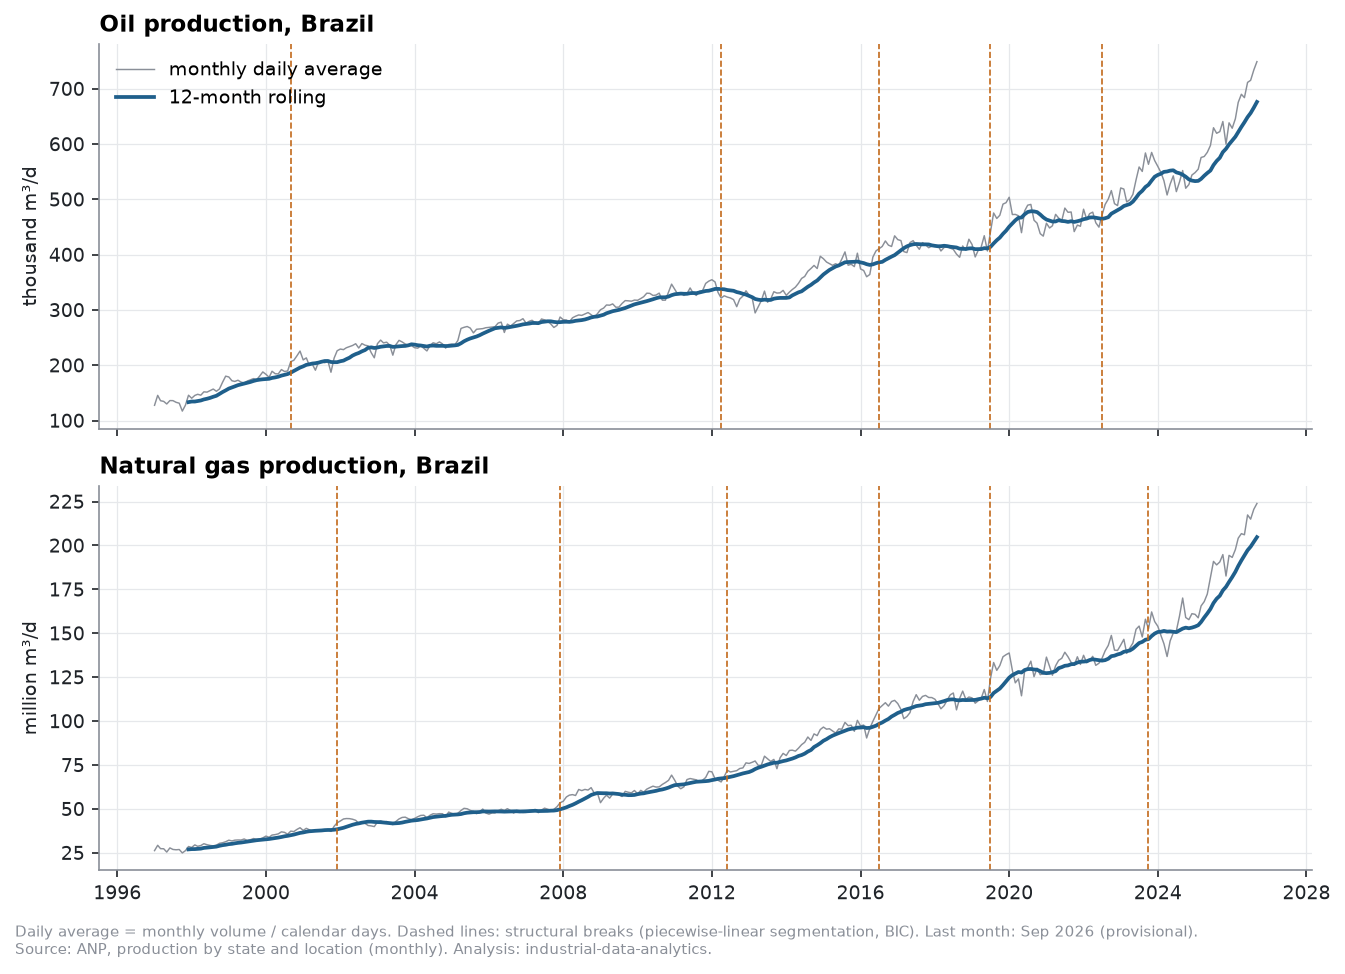 Oil production, Brazil
monthly daily average
12-month rolling
thousand m³/d
700
600
500
400
300
200
100
Natural gas production, Brazil
million m³/d
225
200
175
150
125
100
75
50
25
1996 2000 2004 2008 2012 2016 2020 2024 2028
Daily average = monthly volume / calendar days. Dashed lines: structural breaks (piecewise-linear segmentation, BIC). Last month: Sep 2026 (provisional).
Source: ANP, production by state and location (monthly). Analysis: industrial-data-analytics.